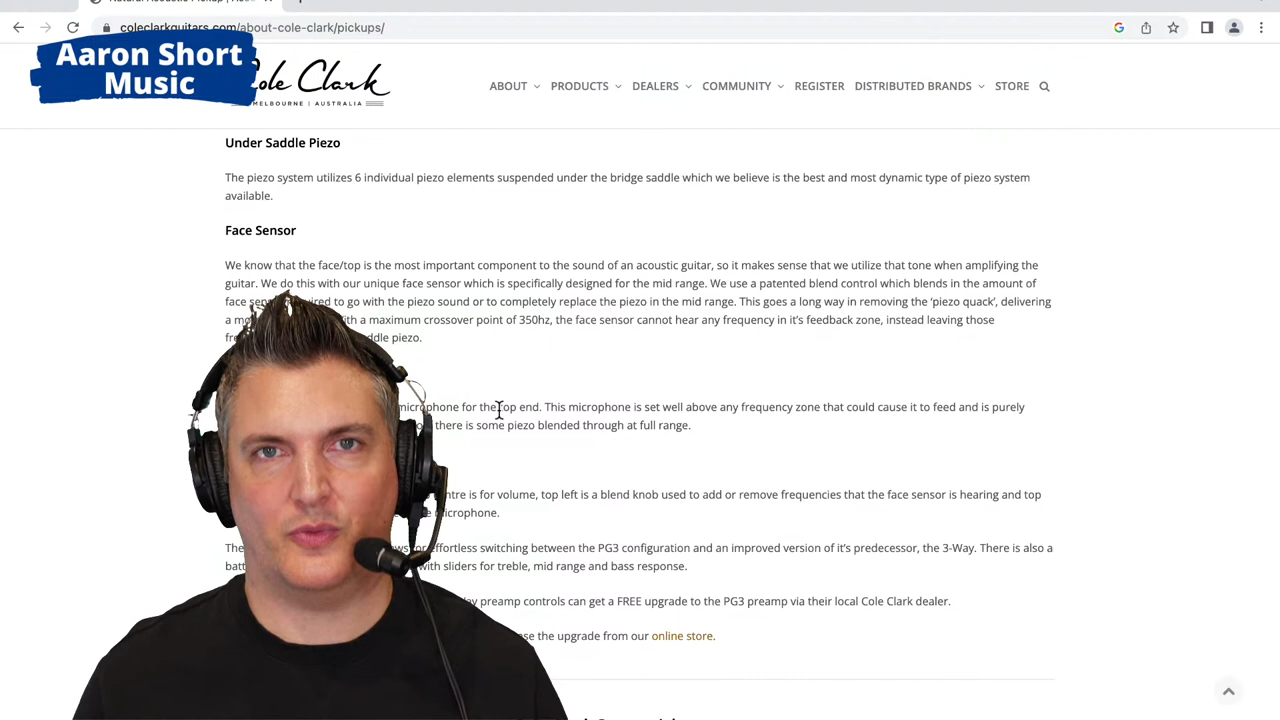 coleclarkguitars.com/about-cole-clark/pickups/
Aaron Short
Music
Cole Clark
MELBOURNE | AUSTRALIA
ABOUT PRODUCTS DEALERS COMMUNITY REGISTER DISTRIBUTED BRANDS STORE
Under Saddle Piezo
The piezo system utilizes 6 individual piezo elements suspended under the bridge saddle which we believe is the best and most dynamic type of piezo system
available.
Face Sensor
We know that the face/top is the most important component to the sound of an acoustic guitar, so it makes sense that we utilize that tone when amplifying the
guitar. We do this with our unique face sensor which is specifically designed for the mid range. We use a patented blend control which blends in the amount of
face to go with the piezo sound or to completely replace the piezo in the mid range. This goes a long way in removing the ‘piezo quack’, delivering
a with a maximum crossover point of 350hz, the face sensor cannot hear any frequency in it’s feedback zone, instead leaving those
piezo.
microphone for the top end. This microphone is set well above any frequency zone that could cause it to feed and is purely
there is some piezo blended through at full range.
is for volume, top left is a blend knob used to add or remove frequencies that the face sensor is hearing and top
microphone.
The effortless switching between the PG3 configuration and an improved version of it’s predecessor, the 3-Way. There is also a
with sliders for treble, mid range and bass response.
preamp controls can get a FREE upgrade to the PG3 preamp via their local Cole Clark dealer.
the upgrade from our online store.